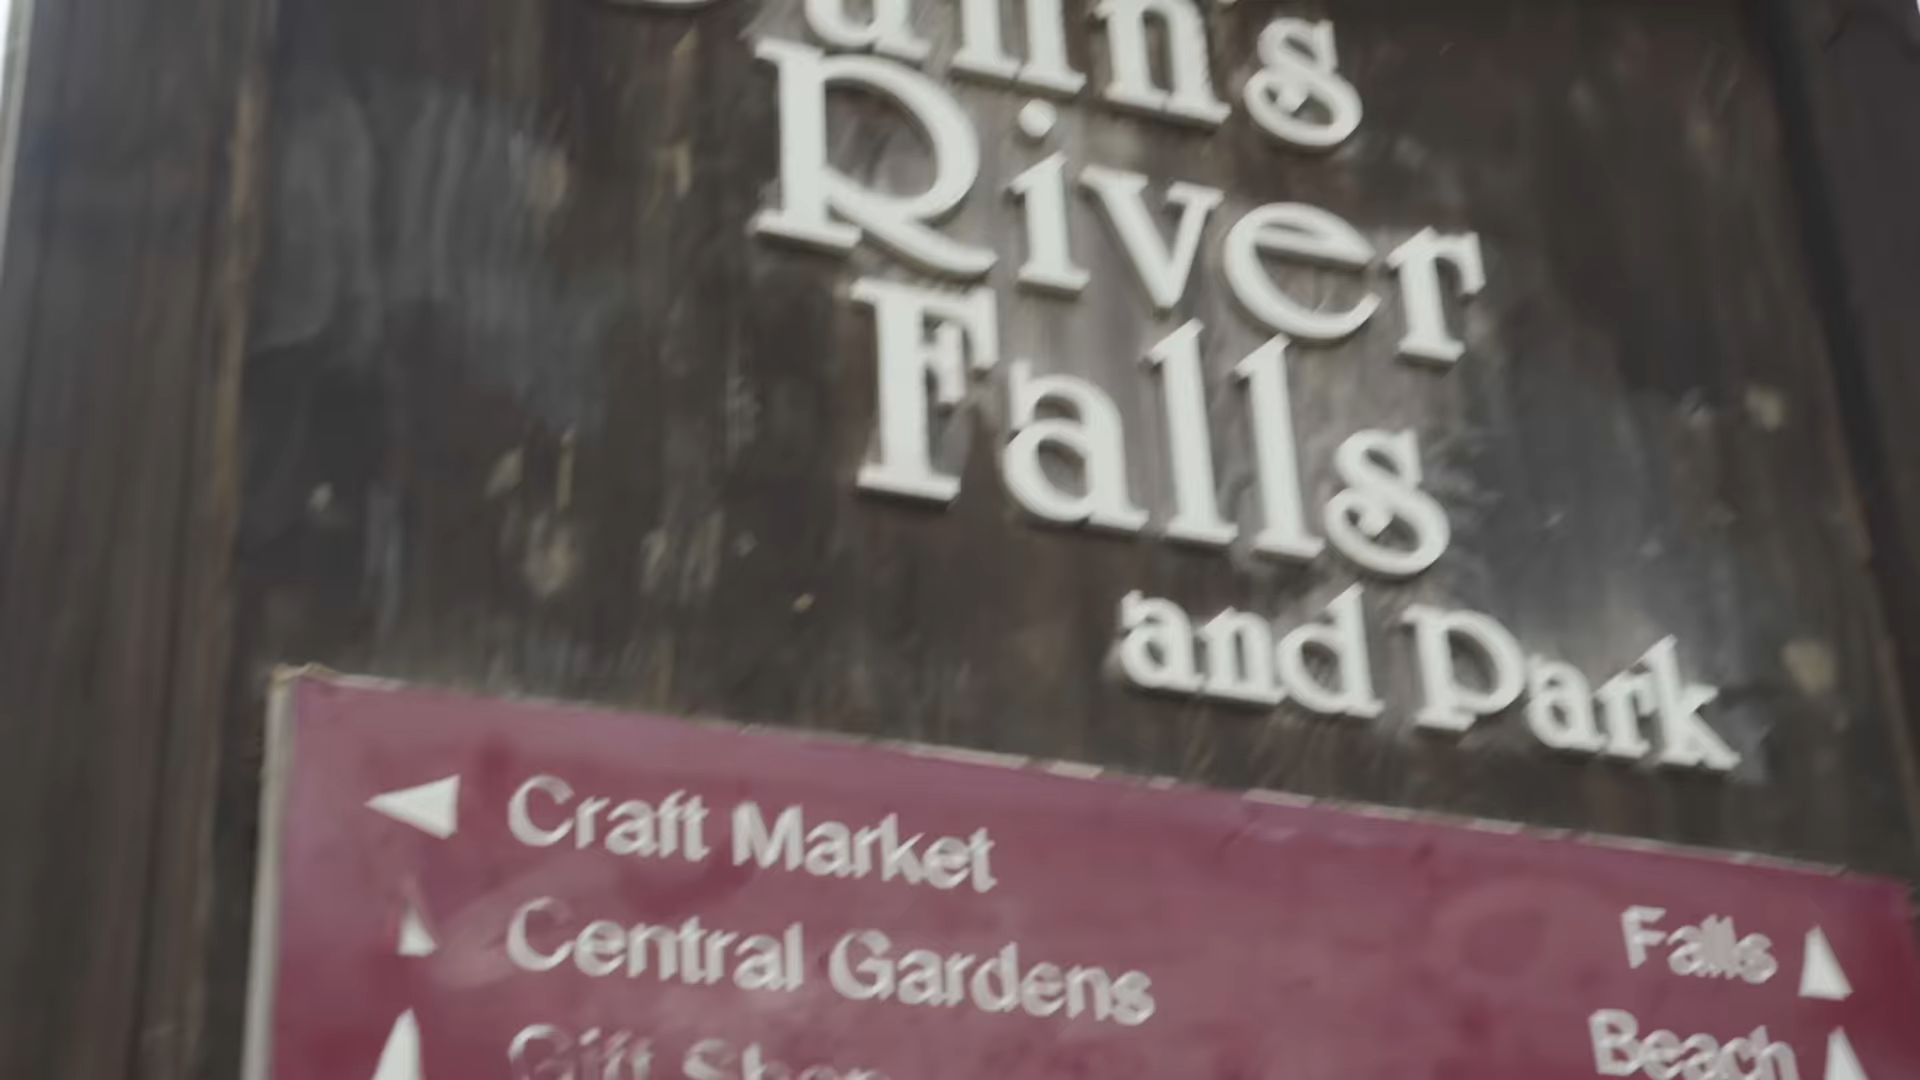 River
Falls
and Park
Craft Market
Central Gardens
Gift Shop
Falls
Beach